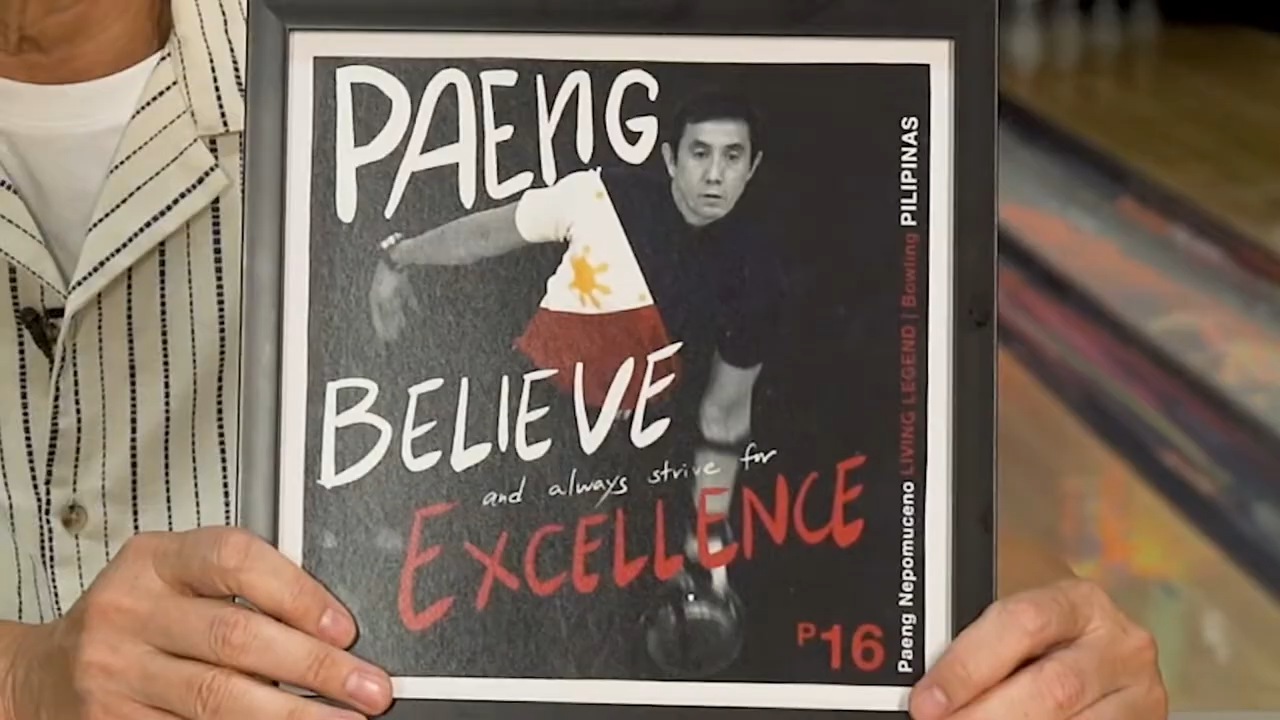 PAENG
BELIEVE
and always strive for
EXCELLENCE
P16
Paeng Nepomuceno LIVING LEGEND | Bowling PILIPINAS